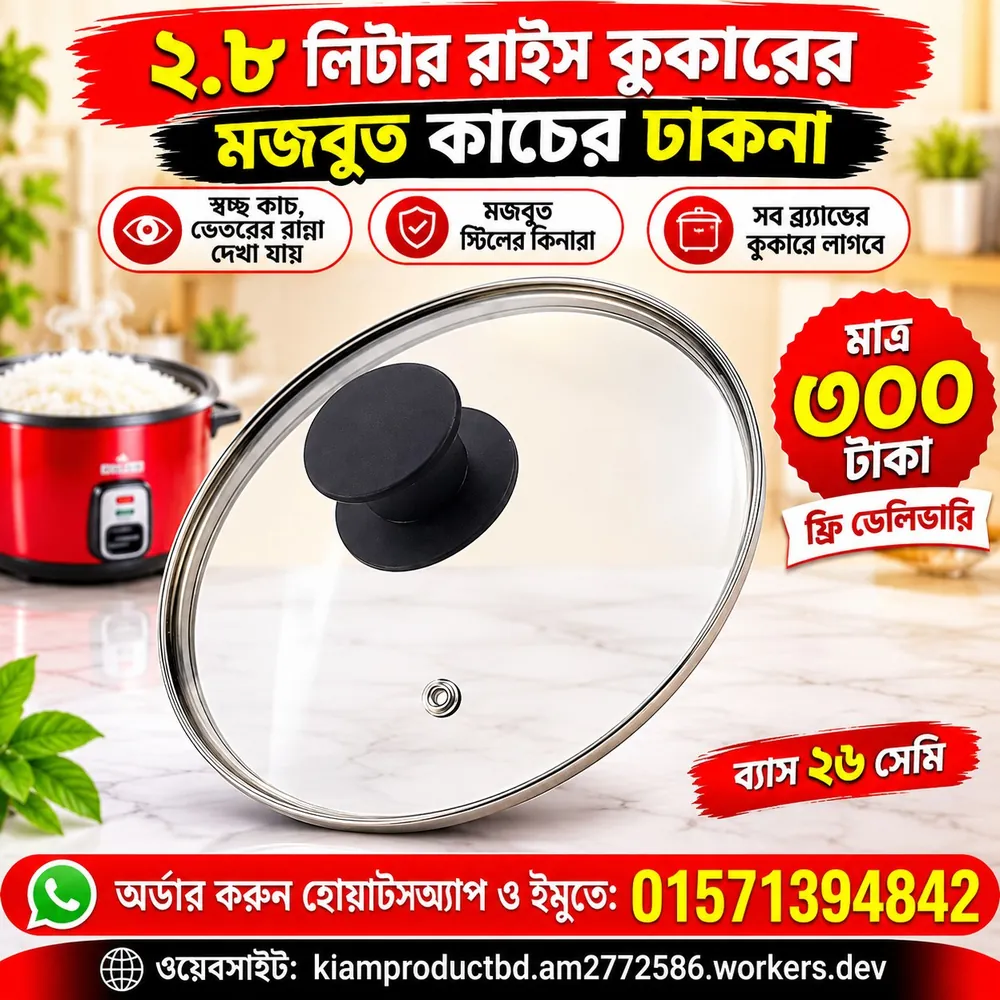 ২.৮ লিটার রাইস কুকারের
মজবুত কাচের ঢাকনা
স্বচ্ছ কাচ,
ভেতরের রান্না
দেখা যায়
মজবুত
স্টিলের কিনারা
সব ব্র্যান্ডের
কুকারে লাগবে
মাত্র
৩০০
টাকা
ফ্রি ডেলিভারি
ব্যাস ২৬ সেমি
অর্ডার করুন হোয়াটসঅ্যাপ ও ইমুতে: 01571394842
ওয়েবসাইট: kiamproductbd.am2772586.workers.dev